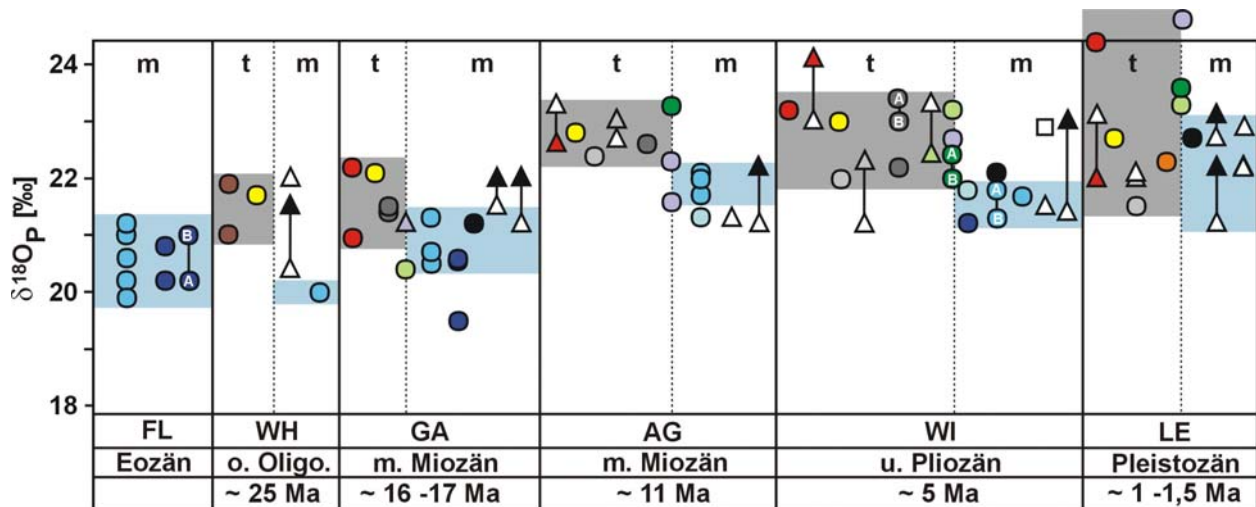 m t m t m t m t m t m
δ18OP [‰]
24
22
20
18
B
A
A
B
A
B
A
B
FL WH GA AG WI LE
Eozän o. Oligo. m. Miozän m. Miozän u. Pliozän Pleistozän
~ 25 Ma ~ 16 -17 Ma ~ 11 Ma ~ 5 Ma ~ 1 -1,5 Ma